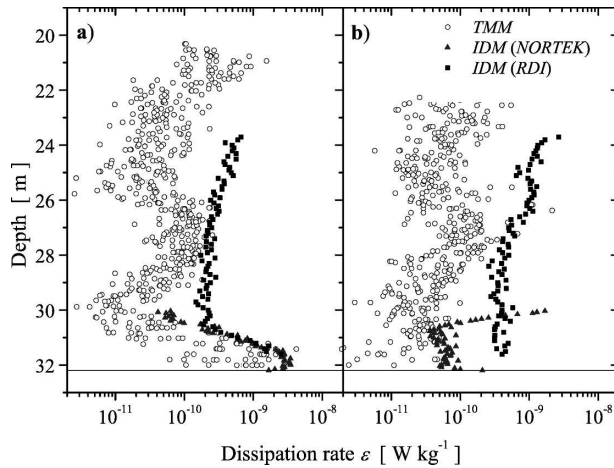 a)
b)
TMM
IDM (NORTEK)
IDM (RDI)
20
22
24
26
28
30
32
Depth [ m ]
10⁻¹¹ 10⁻¹⁰ 10⁻⁹ 10⁻⁸ 10⁻¹¹ 10⁻¹⁰ 10⁻⁹ 10⁻⁸
Dissipation rate ε [ W kg⁻¹ ]